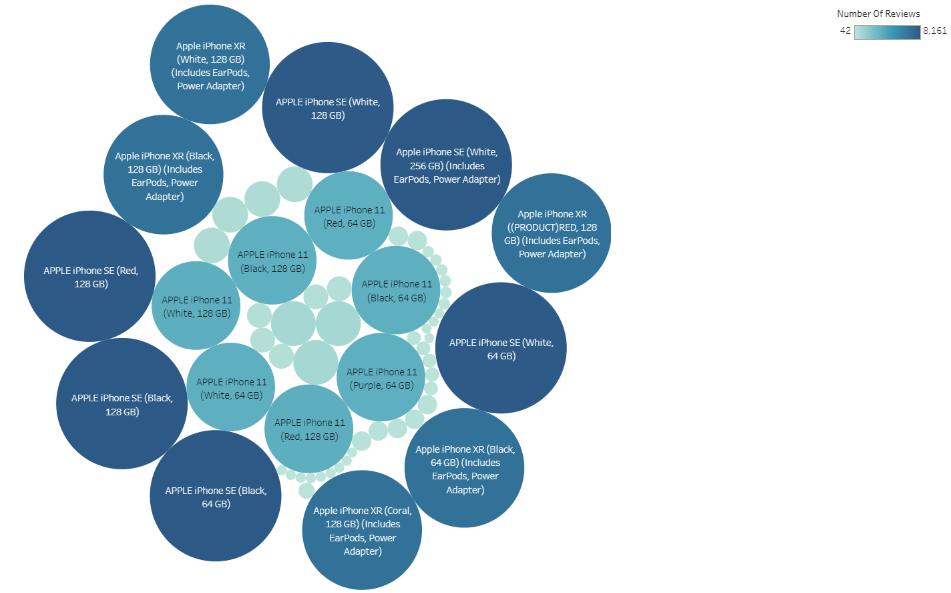 Number Of Reviews
42 8,161
Apple iPhone XR
(White, 128 GB)
(Includes EarPods,
Power Adapter)
APPLE iPhone SE (White,
128 GB)
Apple iPhone SE (White,
256 GB) (Includes
EarPods, Power Adapter)
Apple iPhone XR (Black,
128 GB) (Includes
EarPods, Power
Adapter)
Apple iPhone XR
((PRODUCT)RED, 128
GB) (Includes EarPods,
Power Adapter)
APPLE iPhone 11
(Red, 64 GB)
APPLE iPhone 11
(Black, 128 GB)
APPLE iPhone SE (Red,
128 GB)
APPLE iPhone 11
(Black, 64 GB)
APPLE iPhone 11
(White, 128 GB)
APPLE iPhone SE (White,
64 GB)
APPLE iPhone 11
(Purple, 64 GB)
APPLE iPhone 11
(White, 64 GB)
APPLE iPhone SE (Black,
128 GB)
APPLE iPhone 11
(Red, 128 GB)
Apple iPhone XR (Black,
64 GB) (Includes
EarPods, Power
Adapter)
APPLE iPhone SE (Black,
64 GB)
Apple iPhone XR (Coral,
128 GB) (Includes
EarPods, Power
Adapter)